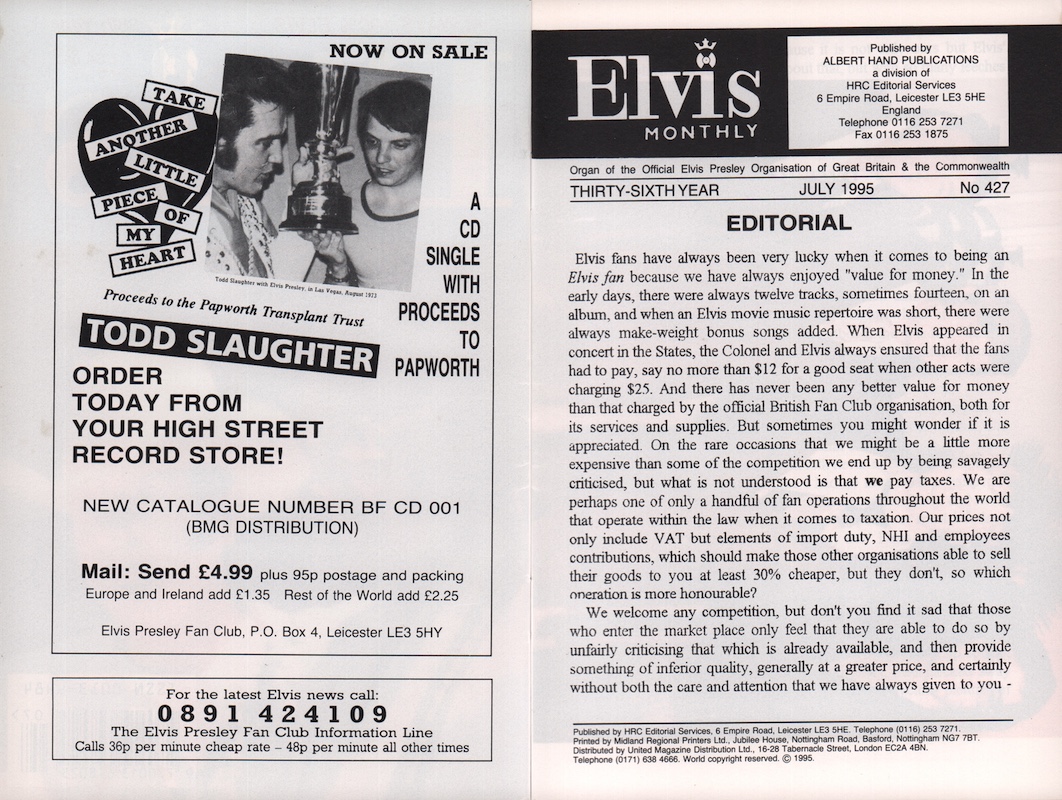 NOW ON SALE
TAKE
ANOTHER
LITTLE
PIECE
OF
MY
HEART
Todd Slaughter with Elvis Presley, in Las Vegas, August 1973
A
CD
SINGLE
WITH
PROCEEDS
TO
PAPWORTH
Proceeds to the Papworth Transplant Trust
TODD SLAUGHTER
ORDER
TODAY FROM
YOUR HIGH STREET
RECORD STORE!
NEW CATALOGUE NUMBER BF CD 001
(BMG DISTRIBUTION)
Mail: Send £4.99 plus 95p postage and packing
Europe and Ireland add £1.35 Rest of the World add £2.25
Elvis Presley Fan Club, P.O. Box 4, Leicester LE3 5HY
For the latest Elvis news call:
0891 424109
The Elvis Presley Fan Club Information Line
Calls 36p per minute cheap rate – 48p per minute all other times
Elvis
MONTHLY
Published by
ALBERT HAND PUBLICATIONS
a division of
HRC Editorial Services
6 Empire Road, Leicester LE3 5HE
England
Telephone 0116 253 7271
Fax 0116 253 1875
Organ of the Official Elvis Presley Organisation of Great Britain & the Commonwealth
THIRTY-SIXTH YEAR JULY 1995 No 427
EDITORIAL
Elvis fans have always been very lucky when it comes to being an
Elvis fan because we have always enjoyed "value for money." In the
early days, there were always twelve tracks, sometimes fourteen, on an
album, and when an Elvis movie music repertoire was short, there were
always make-weight bonus songs added. When Elvis appeared in
concert in the States, the Colonel and Elvis always ensured that the fans
had to pay, say no more than $12 for a good seat when other acts were
charging $25. And there has never been any better value for money
than that charged by the official British Fan Club organisation, both for
its services and supplies. But sometimes you might wonder if it is
appreciated. On the rare occasions that we might be a little more
expensive than some of the competition we end up by being savagely
criticised, but what is not understood is that we pay taxes. We are
perhaps one of only a handful of fan operations throughout the world
that operate within the law when it comes to taxation. Our prices not
only include VAT but elements of import duty, NHI and employees
contributions, which should make those other organisations able to sell
their goods to you at least 30% cheaper, but they don't, so which
operation is more honourable?
We welcome any competition, but don't you find it sad that those
who enter the market place only feel that they are able to do so by
unfairly criticising that which is already available, and then provide
something of inferior quality, generally at a greater price, and certainly
without both the care and attention that we have always given to you -
Published by HRC Editorial Services, 6 Empire Road, Leicester LE3 5HE. Telephone (0116) 253 7271.
Printed by Midland Regional Printers Ltd., Jubilee House, Nottingham Road, Basford, Nottingham NG7 7BT.
Distributed by United Magazine Distribution Ltd., 16-28 Tabernacle Street, London EC2A 4BN.
Telephone (0171) 638 4666. World copyright reserved. © 1995.